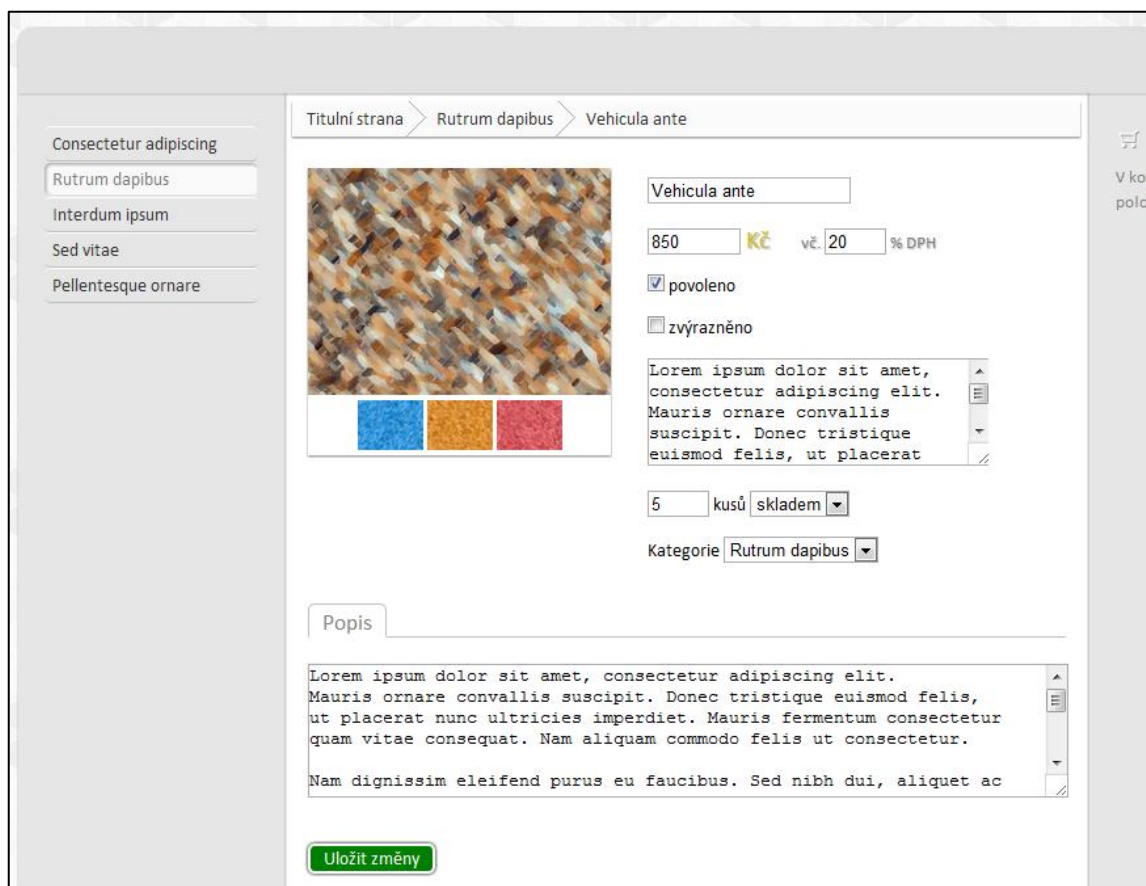 Titulní strana Rutrum dapibus Vehicula ante
Consectetur adipiscing
Rutrum dapibus
Interdum ipsum
Sed vitae
Pellentesque ornare
Vehicula ante
850 Kč vč. 20 % DPH
povoleno
zvýrazněno
Lorem ipsum dolor sit amet,
consectetur adipiscing elit.
Mauris ornare convallis
suscipit. Donec tristique
euismod felis, ut placerat
5 kusů skladem
Kategorie Rutrum dapibus
Popis
Lorem ipsum dolor sit amet, consectetur adipiscing elit.
Mauris ornare convallis suscipit. Donec tristique euismod felis,
ut placerat nunc ultricies imperdiet. Mauris fermentum consectetur
quam vitae consequat. Nam aliquam commodo felis ut consectetur.
Nam dignissim eleifend purus eu faucibus. Sed nibh dui, aliquet ac
Uložit změny
V ko
polo